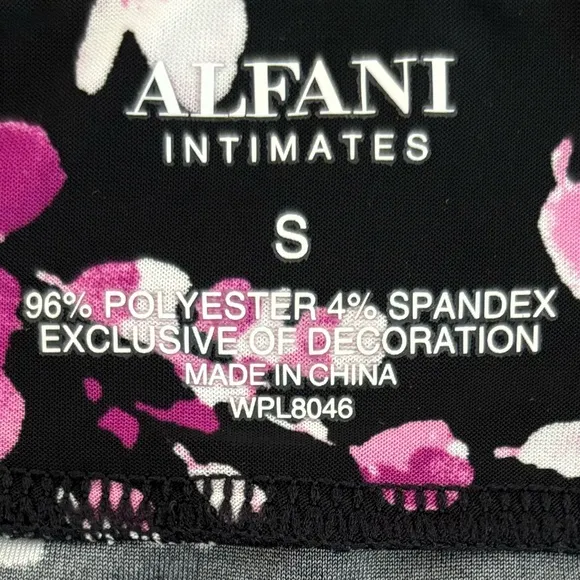 ALFANI
INTIMATES
S
96% POLYESTER 4% SPANDEX
EXCLUSIVE OF DECORATION
MADE IN CHINA
WPL8046